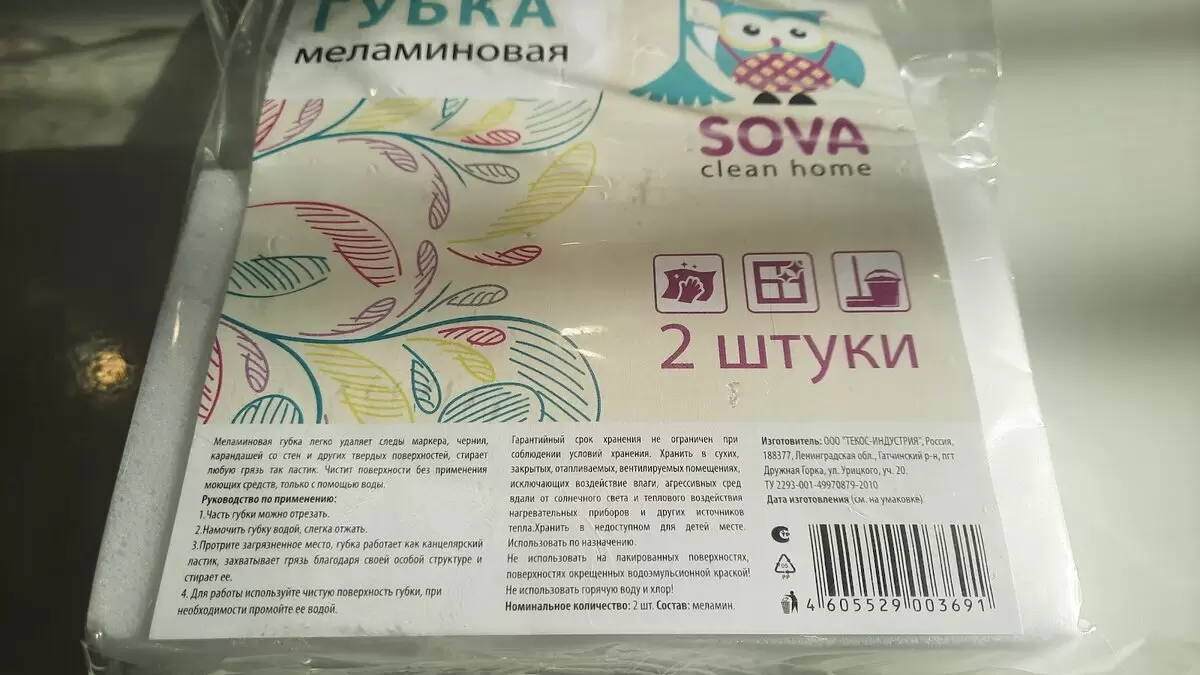 ГУБКА
меламиновая
SOVA
clean home
2 штуки
Меламиновая губка легко удаляет следы маркера, черния,
карандашей со стен и других твердых поверхностей, стирает
любую грязь так ластик. Чистит поверхности без применения
моющих средств, только с помощью воды.
Руководство по применению:
1.Часть губки можно отрезать.
2.Намочить губку водой, слегка отжать.
3.Протрите загрязненное место, губка работает как канцелярский
ластик, захватывает грязь благодаря своей особой структуре и
стирает ее.
4. Для работы используйте чистую поверхность губки, при
необходимости промойте ее водой.
Гарантийный срок хранения не ограничен при
соблюдении условий хранения. Хранить в сухих,
закрытых, отапливаемых, вентилируемых помещениях,
исключающих воздействие влаги, агрессивных сред
вдали от солнечного света и теплового воздействия
нагревательных приборов и других источников
тепла.Хранить в недоступном для детей месте.
Использовать по назначению.
Не использовать на лакированных поверхностях,
поверхностях окрещенных водоэмульсионной краской!
Не использовать горячую воду и хлор!
Номинальное количество: 2 шт. Состав: меламин.
Изготовитель: ООО "ТЕКОС-ИНДУСТРИЯ", Россия,
188377, Ленинградская обл., Гатчинский р-н, пгт
Дружная Горка, ул. Урицкого, уч. 20.
ТУ 2293-001-49970879-2010
Дата изготовления (см. на умаковке)
05
PP
4 605529 003691